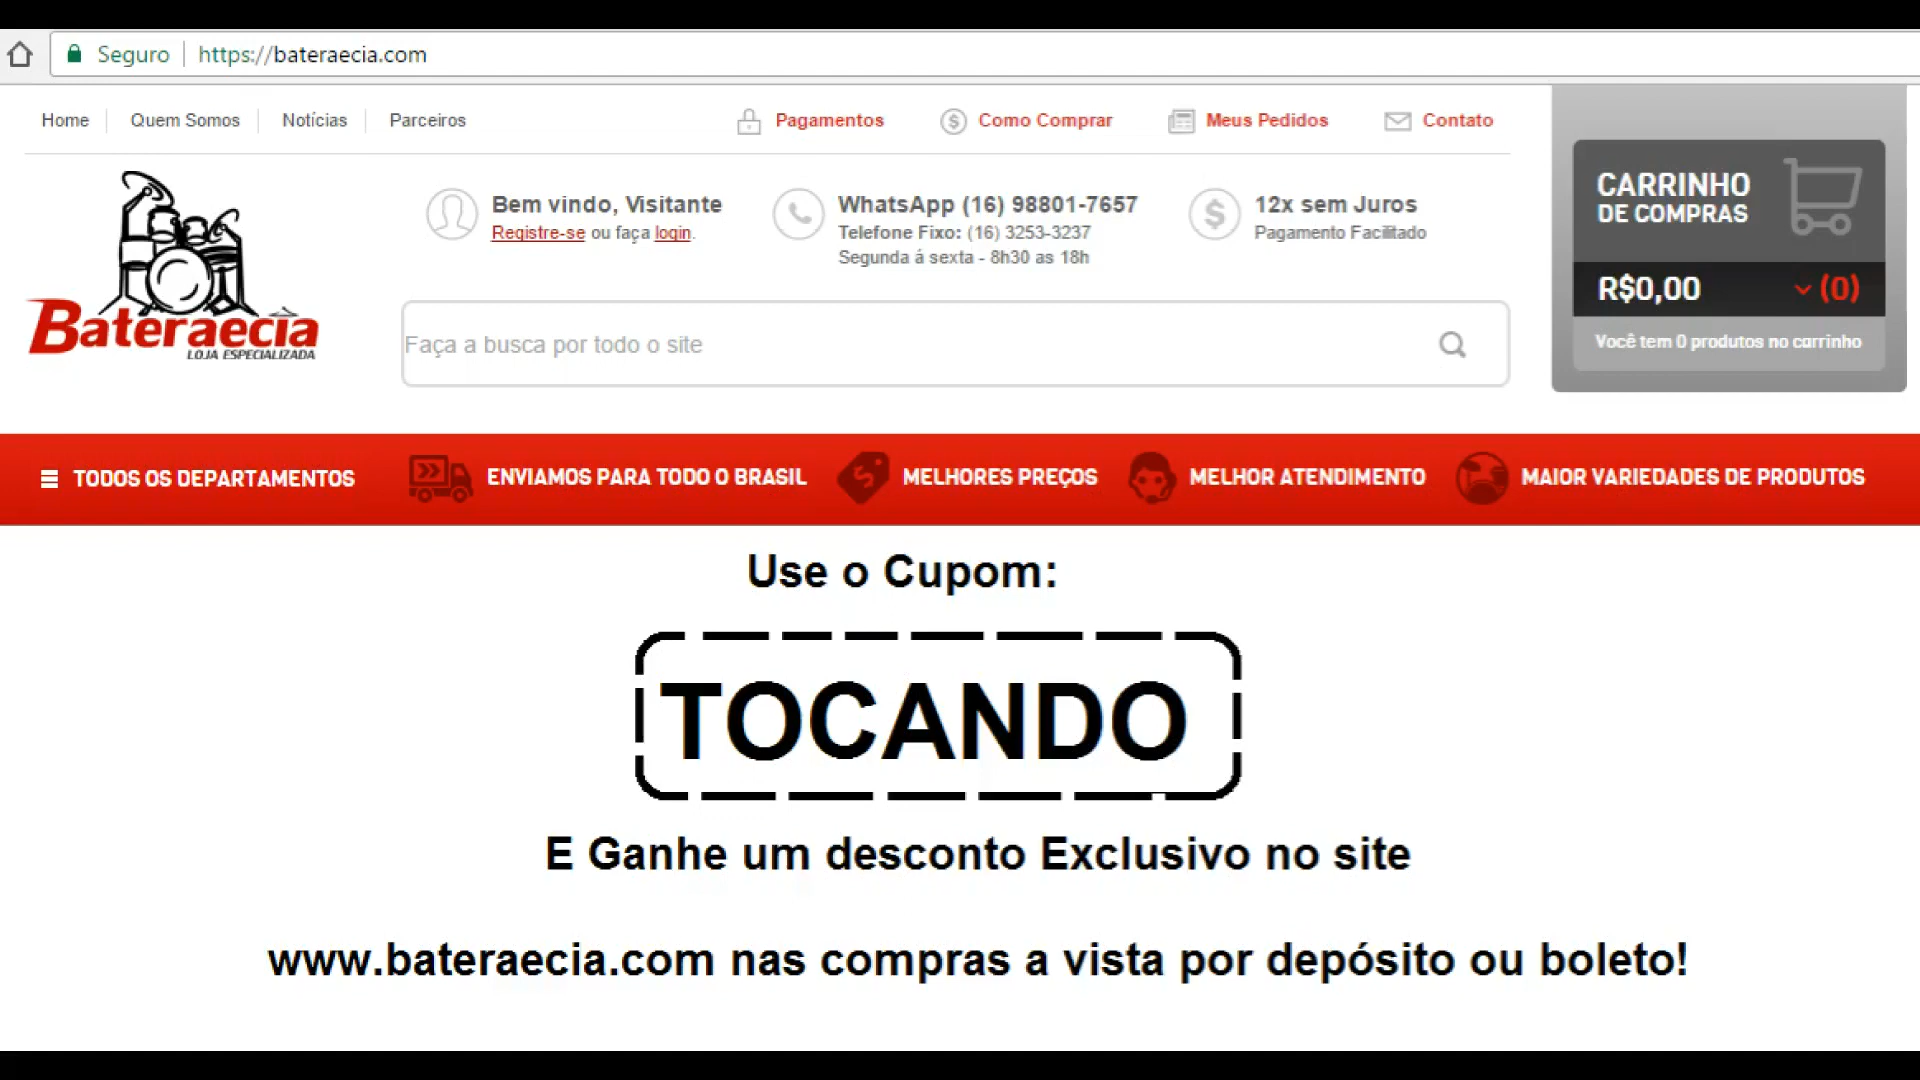 Seguro https://bateraecia.com
Home Quem Somos Notícias Parceiros Pagamentos Como Comprar Meus Pedidos Contato
Bateraecia
LOJA ESPECIALIZADA
Bem vindo, Visitante
Registre-se ou faça login.
WhatsApp (16) 98801-7657
Telefone Fixo: (16) 3253-3237
Segunda á sexta - 8h30 as 18h
12x sem Juros
Pagamento Facilitado
CARRINHO
DE COMPRAS
R$0,00 (0)
Você tem 0 produtos no carrinho
Faça a busca por todo o site
TODOS OS DEPARTAMENTOS ENVIAMOS PARA TODO O BRASIL MELHORES PREÇOS MELHOR ATENDIMENTO MAIOR VARIEDADES DE PRODUTOS
Use o Cupom:
TOCANDO
E Ganhe um desconto Exclusivo no site
www.bateraecia.com nas compras a vista por depósito ou boleto!